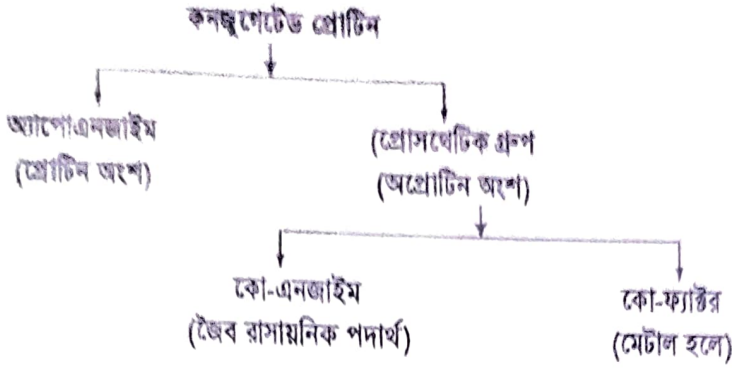 কনজুগেটেড প্রোটিন
অ্যাপোএনজাইম
(প্রোটিন অংশ)
(প্রোসথেটিক গ্রুপ
(অপ্রোটিন অংশ)
কো-এনজাইম
(জৈব রাসায়নিক পদার্থ)
কো-ফ্যাক্টর
(মেটাল হলে)